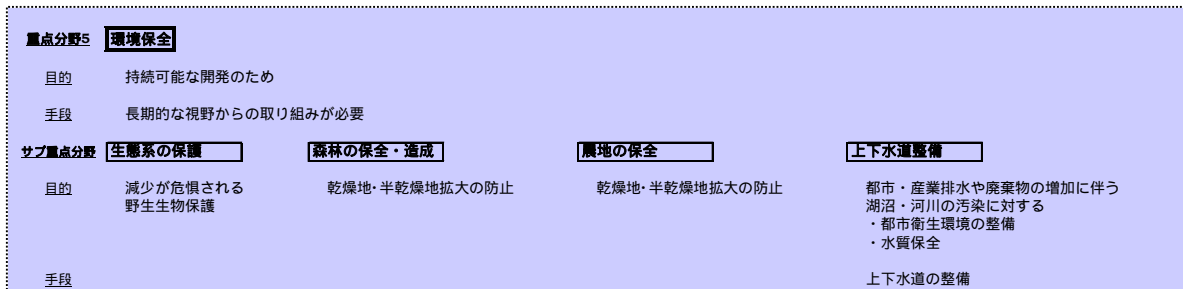 重点分野5 環境保全
目的 持続可能な開発のため
手段 長期的な視野からの取り組みが必要
サブ重点分野 生態系の保護 森林の保全・造成 農地の保全 上下水道整備
目的 減少が危惧される 乾燥地・半乾燥地拡大の防止 乾燥地・半乾燥地拡大の防止 都市・産業排水や廃棄物の増加に伴う
野生生物保護 湖沼・河川の汚染に対する
・都市衛生環境の整備
・水質保全
手段 上下水道の整備